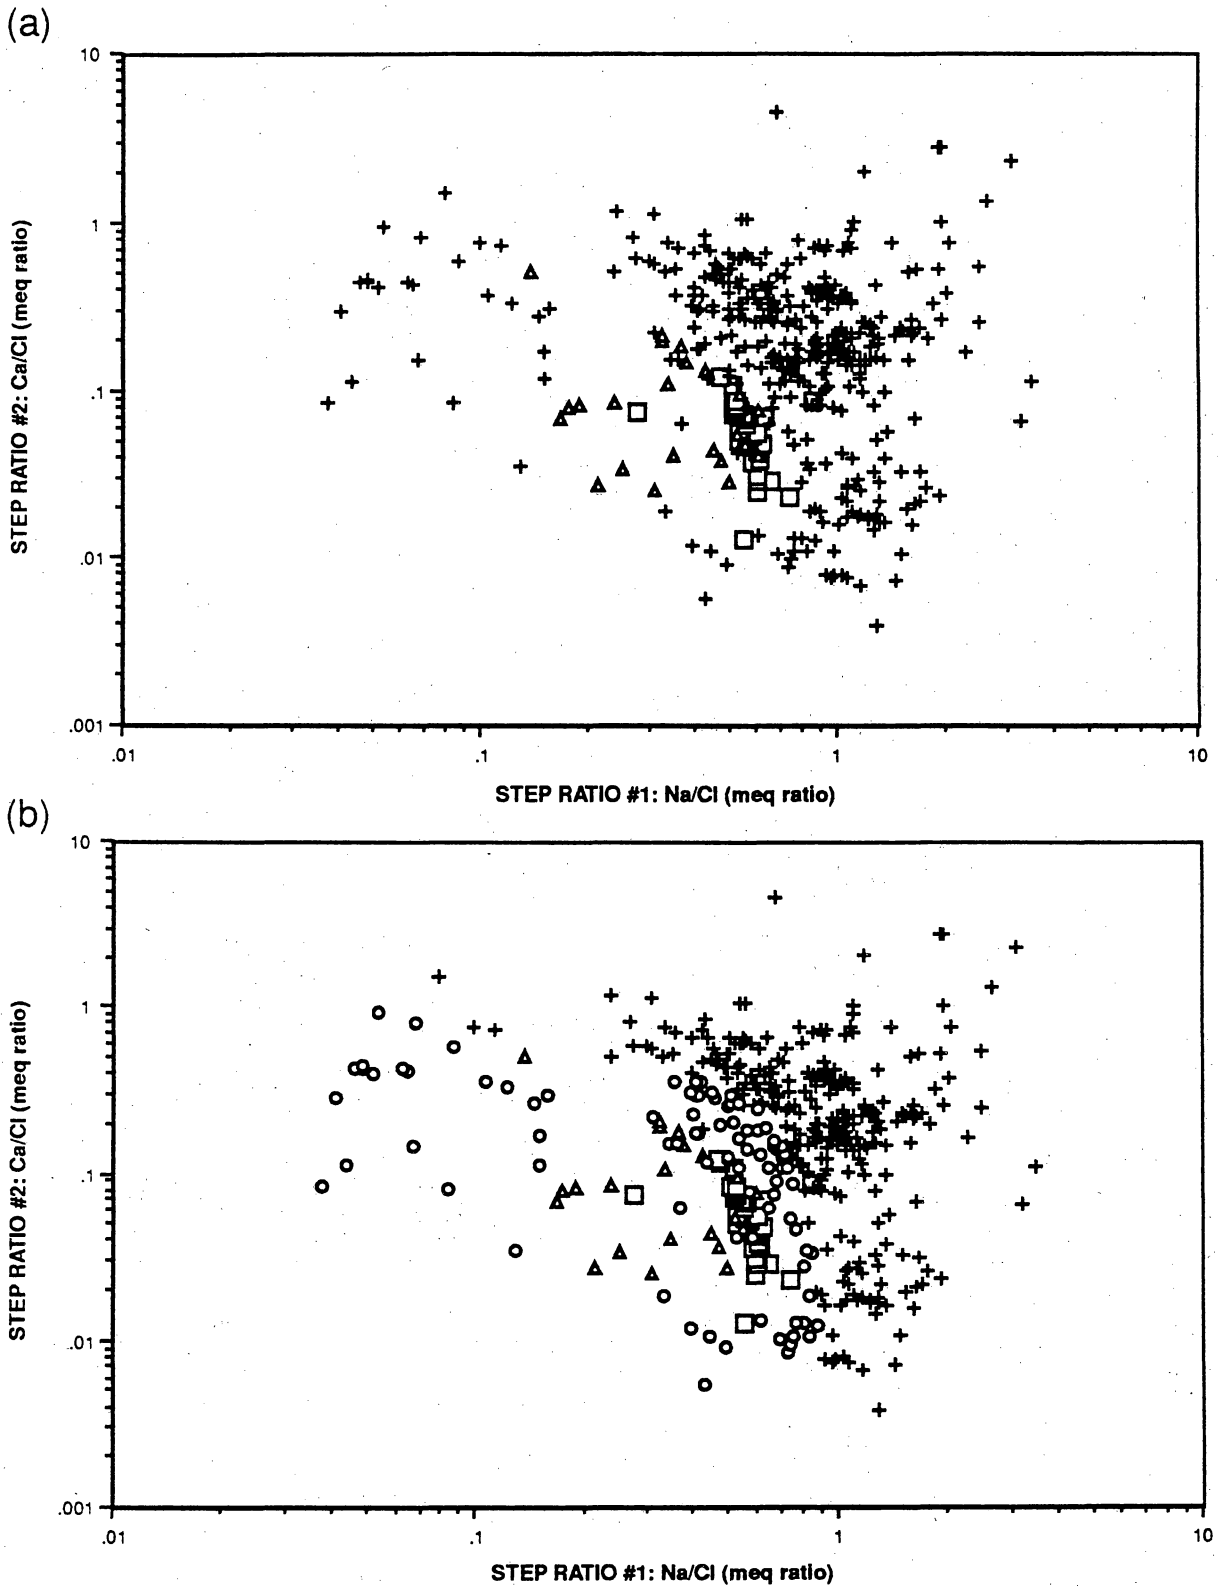 (a)
10
1
.1
.01
.001
STEP RATIO #2: Ca/Cl (meq ratio)
.01 .1 1 10
STEP RATIO #1: Na/Cl (meq ratio)
(b)
10
1
.1
.01
.001
STEP RATIO #2: Ca/Cl (meq ratio)
.01 .1 1 10
STEP RATIO #1: Na/Cl (meq ratio)